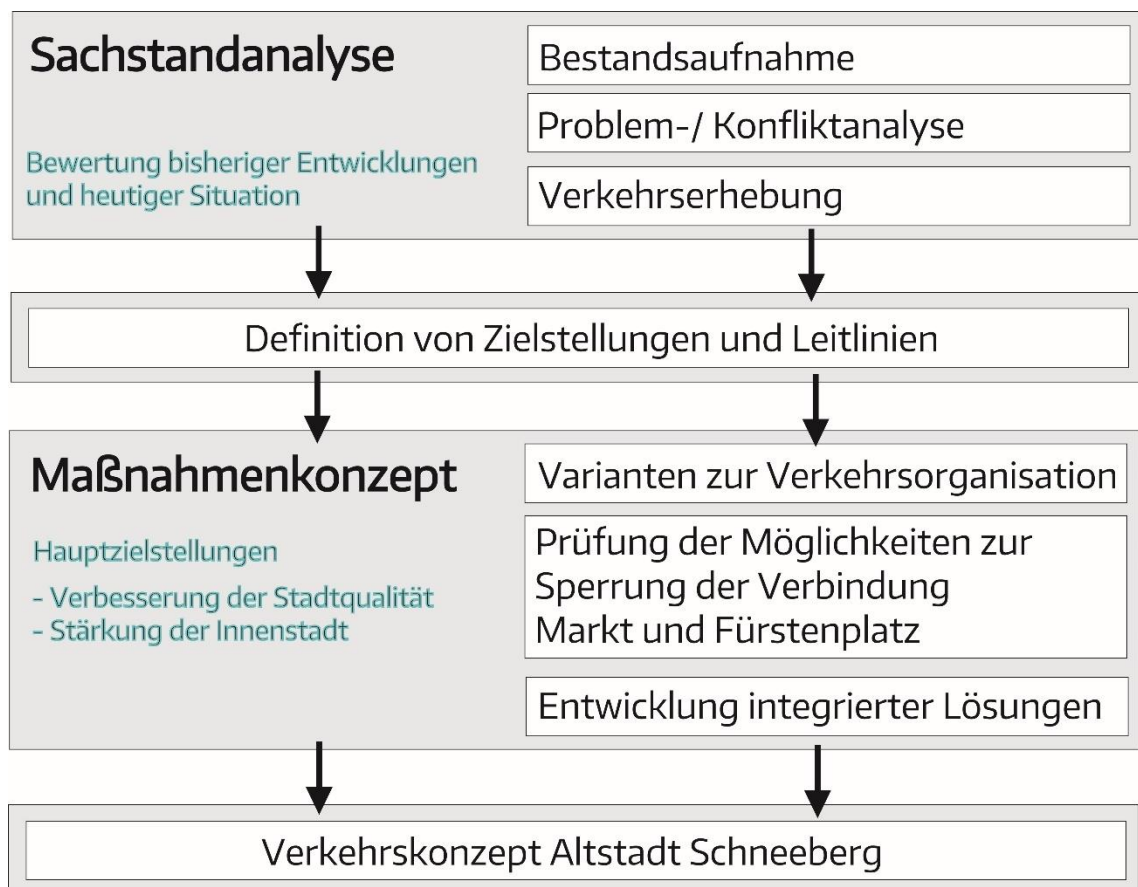 Sachstandanalyse
Bewertung bisheriger Entwicklungen
und heutiger Situation
Bestandsaufnahme
Problem-/ Konfliktanalyse
Verkehrserhebung
Definition von Zielstellungen und Leitlinien
Maßnahmenkonzept
Hauptzielstellungen
- Verbesserung der Stadtqualität
- Stärkung der Innenstadt
Varianten zur Verkehrsorganisation
Prüfung der Möglichkeiten zur
Sperrung der Verbindung
Markt und Fürstenplatz
Entwicklung integrierter Lösungen
Verkehrskonzept Altstadt Schneeberg